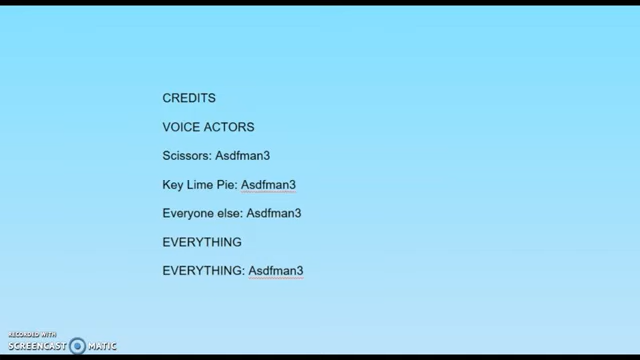 CREDITS
VOICE ACTORS
Scissors: Asdfman3
Key Lime Pie: Asdfman3
Everyone else: Asdfman3
EVERYTHING
EVERYTHING: Asdfman3
RECORDED WITH
SCREENCAST MATIC